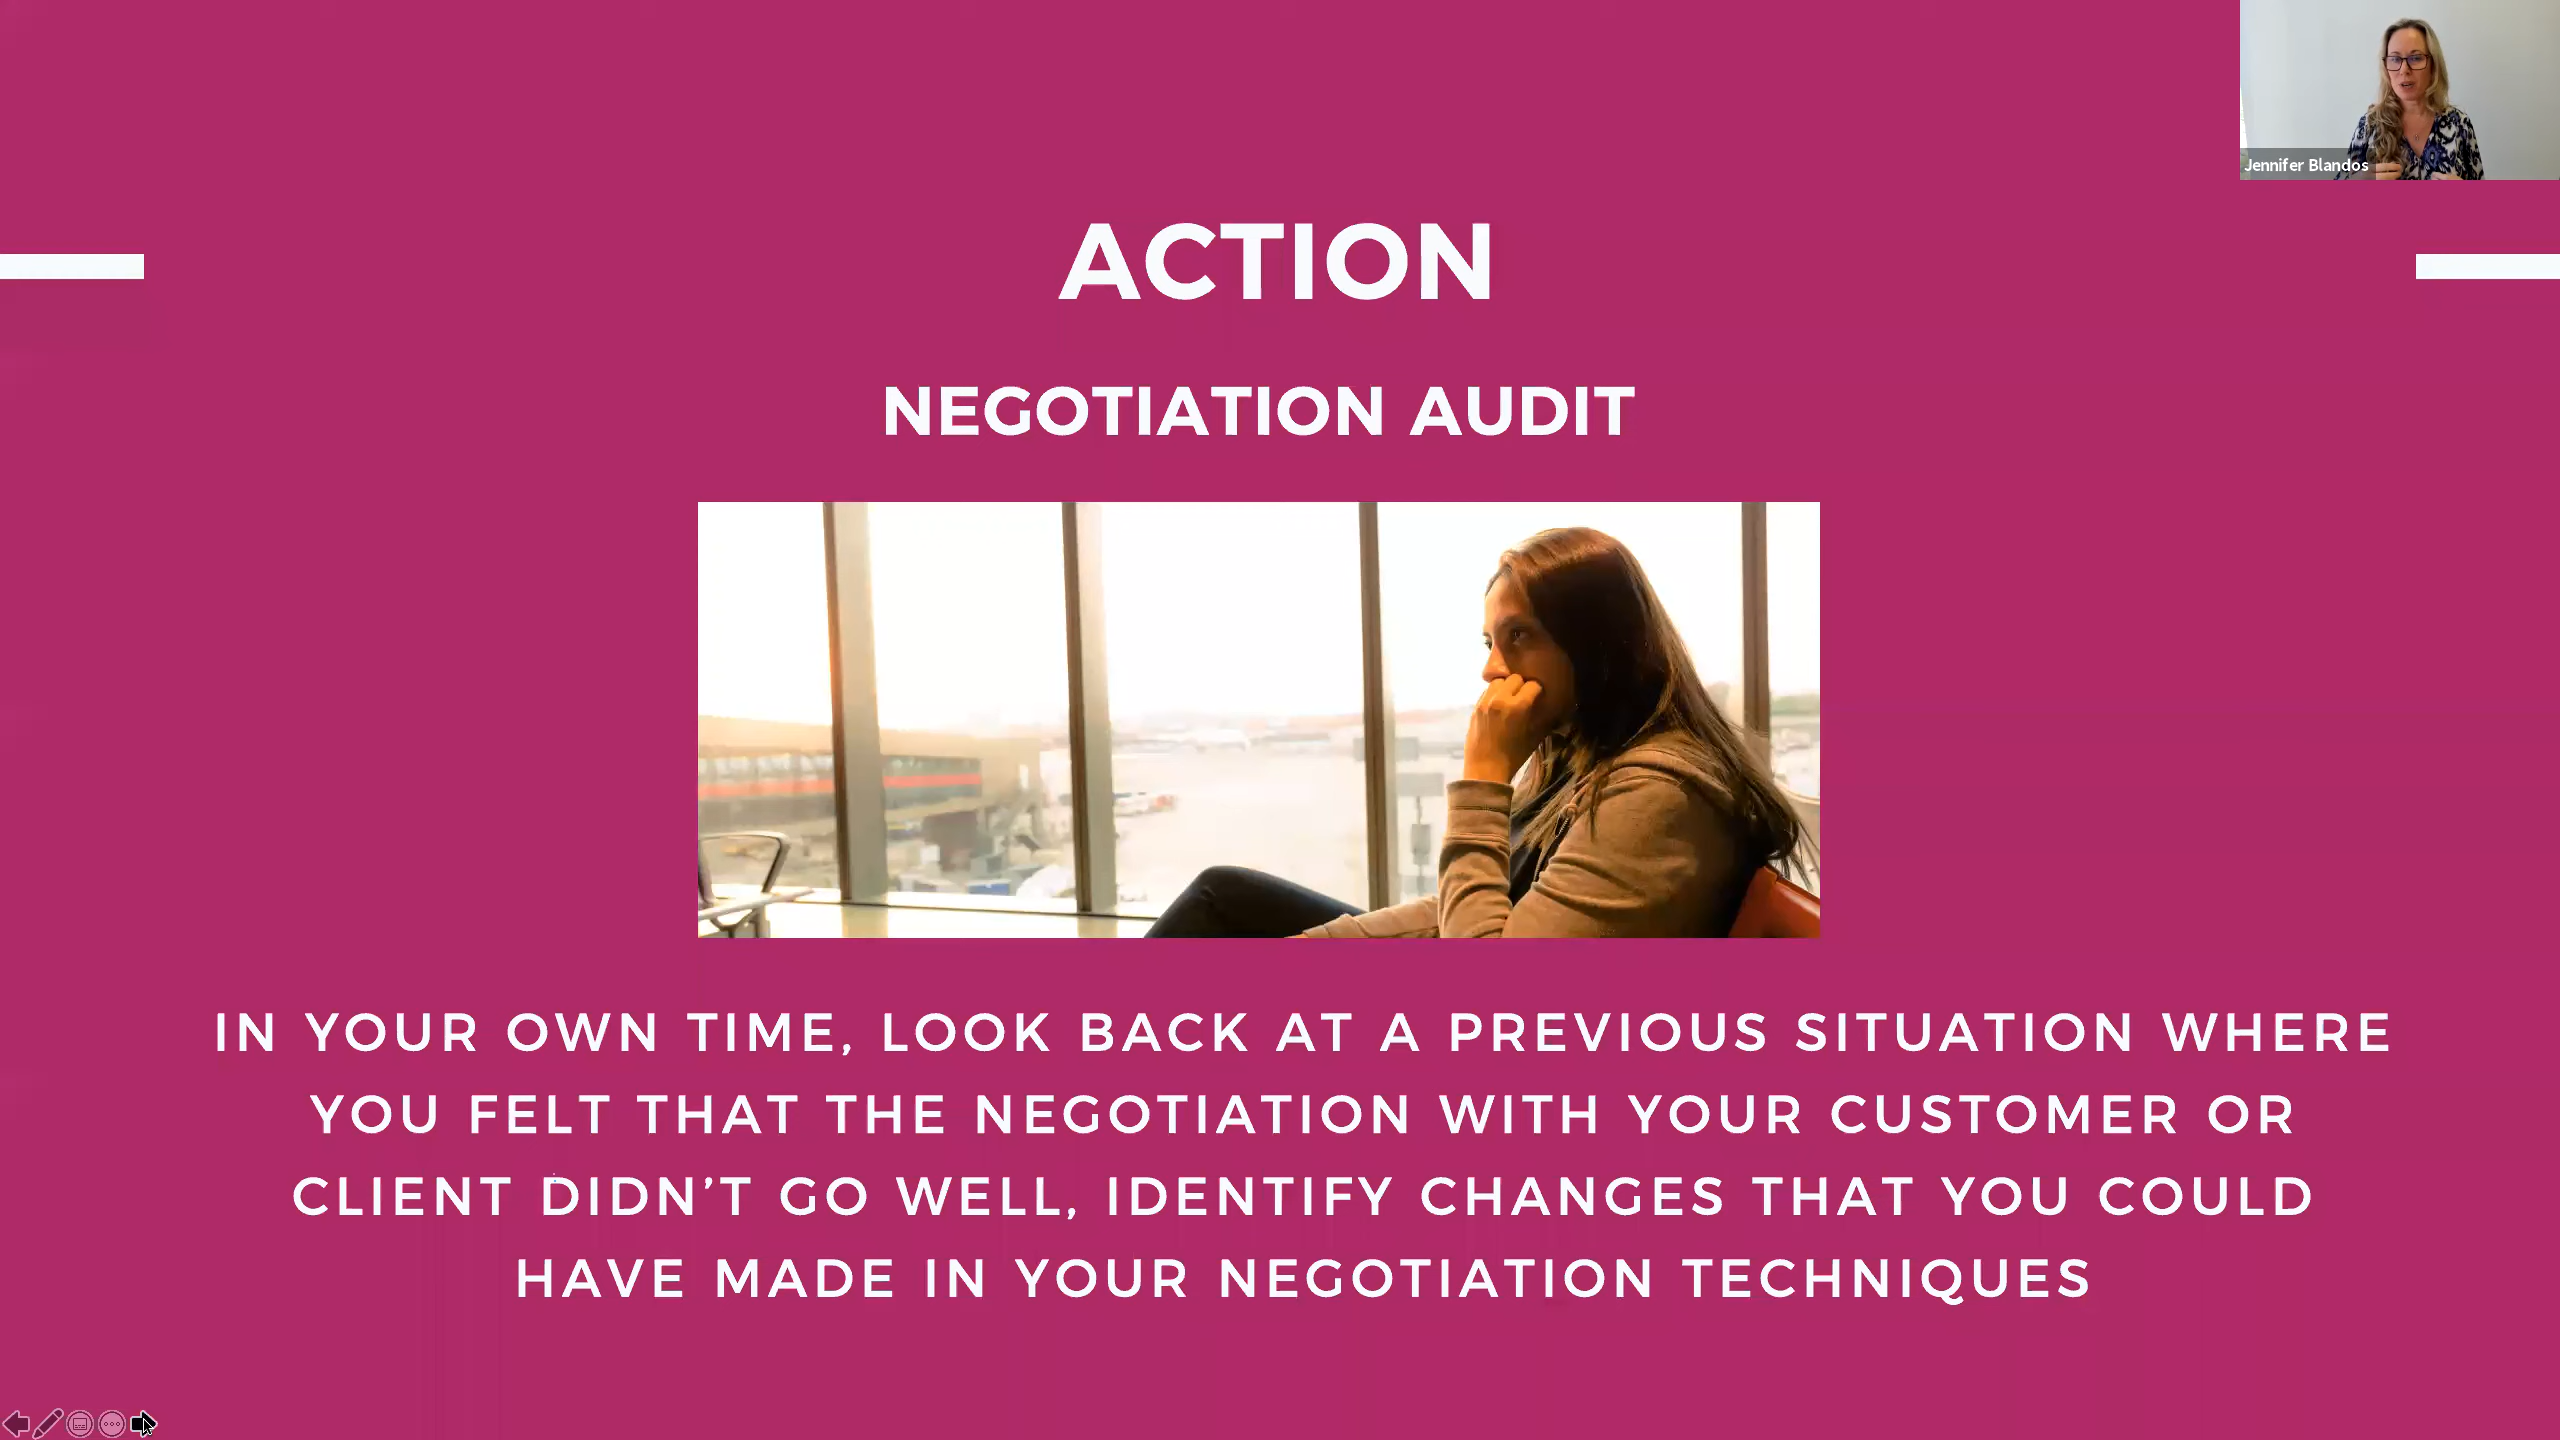 Jennifer Blandos
ACTION
NEGOTIATION AUDIT
IN YOUR OWN TIME, LOOK BACK AT A PREVIOUS SITUATION WHERE
YOU FELT THAT THE NEGOTIATION WITH YOUR CUSTOMER OR
CLIENT DIDN’T GO WELL, IDENTIFY CHANGES THAT YOU COULD
HAVE MADE IN YOUR NEGOTIATION TECHNIQUES